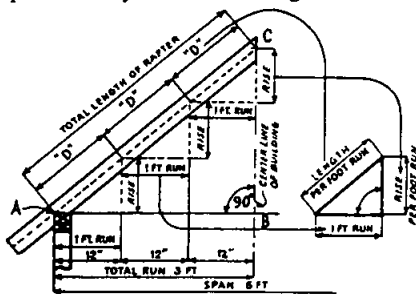 TOTAL LENGTH OF RAFTER
"D"
"D"
"D"
C
RISE
1 FT. RUN
RISE
1 FT RUN
RISE
CENTER LINE
OF BUILDING
90°
A
B
1 FT. RUN
12"
12"
12"
TOTAL RUN 3 FT
SPAN 6 FT
LENGTH
PER FOOT RUN
RISE
PER FOOT RUN
1 FT RUN